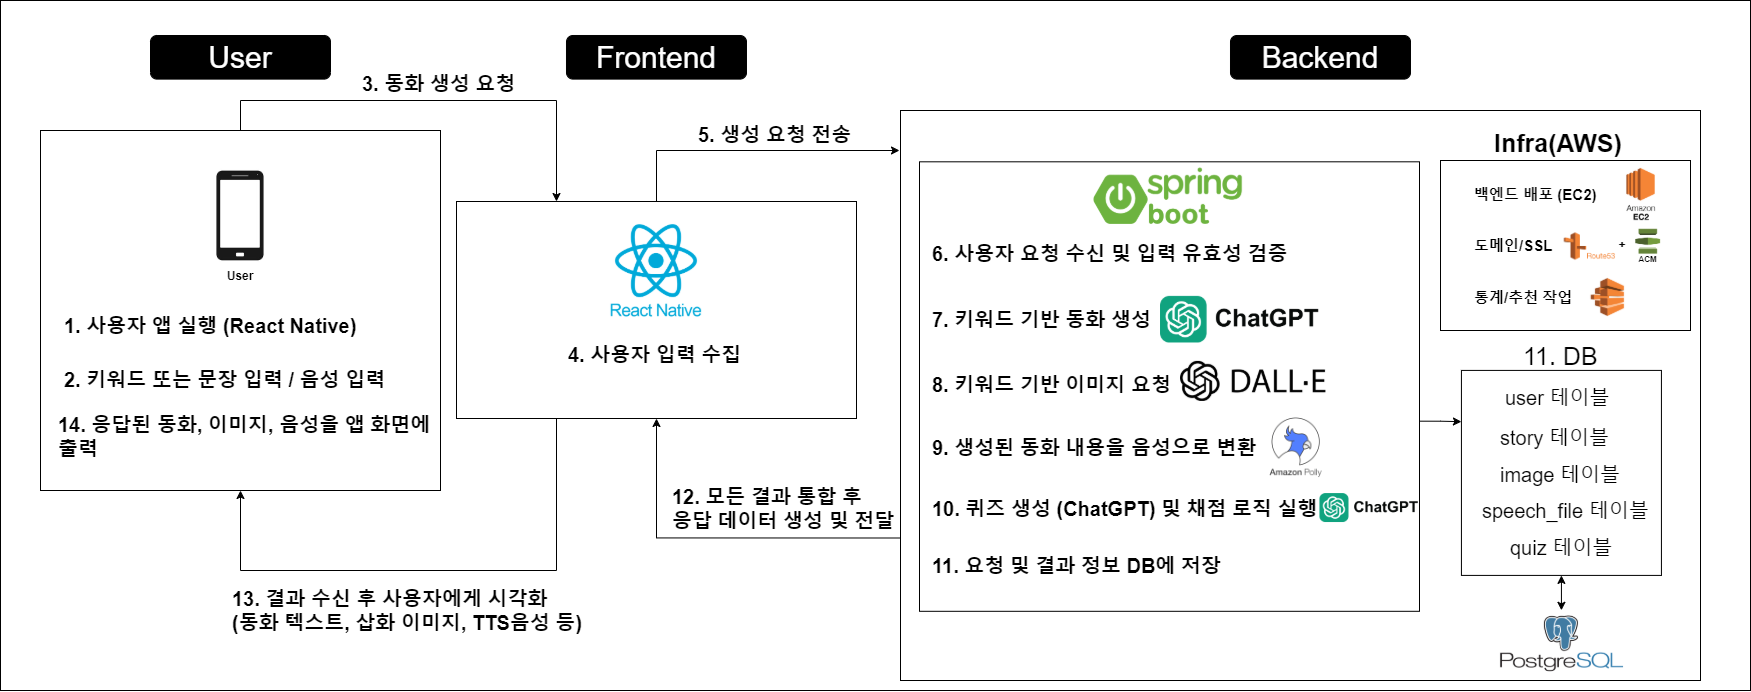 User
Frontend
Backend
3. 동화 생성 요청
5. 생성 요청 전송
User
1. 사용자 앱 실행 (React Native)
2. 키워드 또는 문장 입력 / 음성 입력
14. 응답된 동화, 이미지, 음성을 앱 화면에
출력
React Native
4. 사용자 입력 수집
12. 모든 결과 통합 후
응답 데이터 생성 및 전달
13. 결과 수신 후 사용자에게 시각화
(동화 텍스트, 삽화 이미지, TTS음성 등)
spring
boot
6. 사용자 요청 수신 및 입력 유효성 검증
7. 키워드 기반 동화 생성 ChatGPT
8. 키워드 기반 이미지 요청 DALL·E
9. 생성된 동화 내용을 음성으로 변환
Amazon Polly
10. 퀴즈 생성 (ChatGPT) 및 채점 로직 실행 ChatGPT
11. 요청 및 결과 정보 DB에 저장
Infra(AWS)
백엔드 배포 (EC2)
Amazon
EC2
도메인/SSL Route53 + ACM
통계/추천 작업
11. DB
user 테이블
story 테이블
image 테이블
speech_file 테이블
quiz 테이블
PostgreSQL